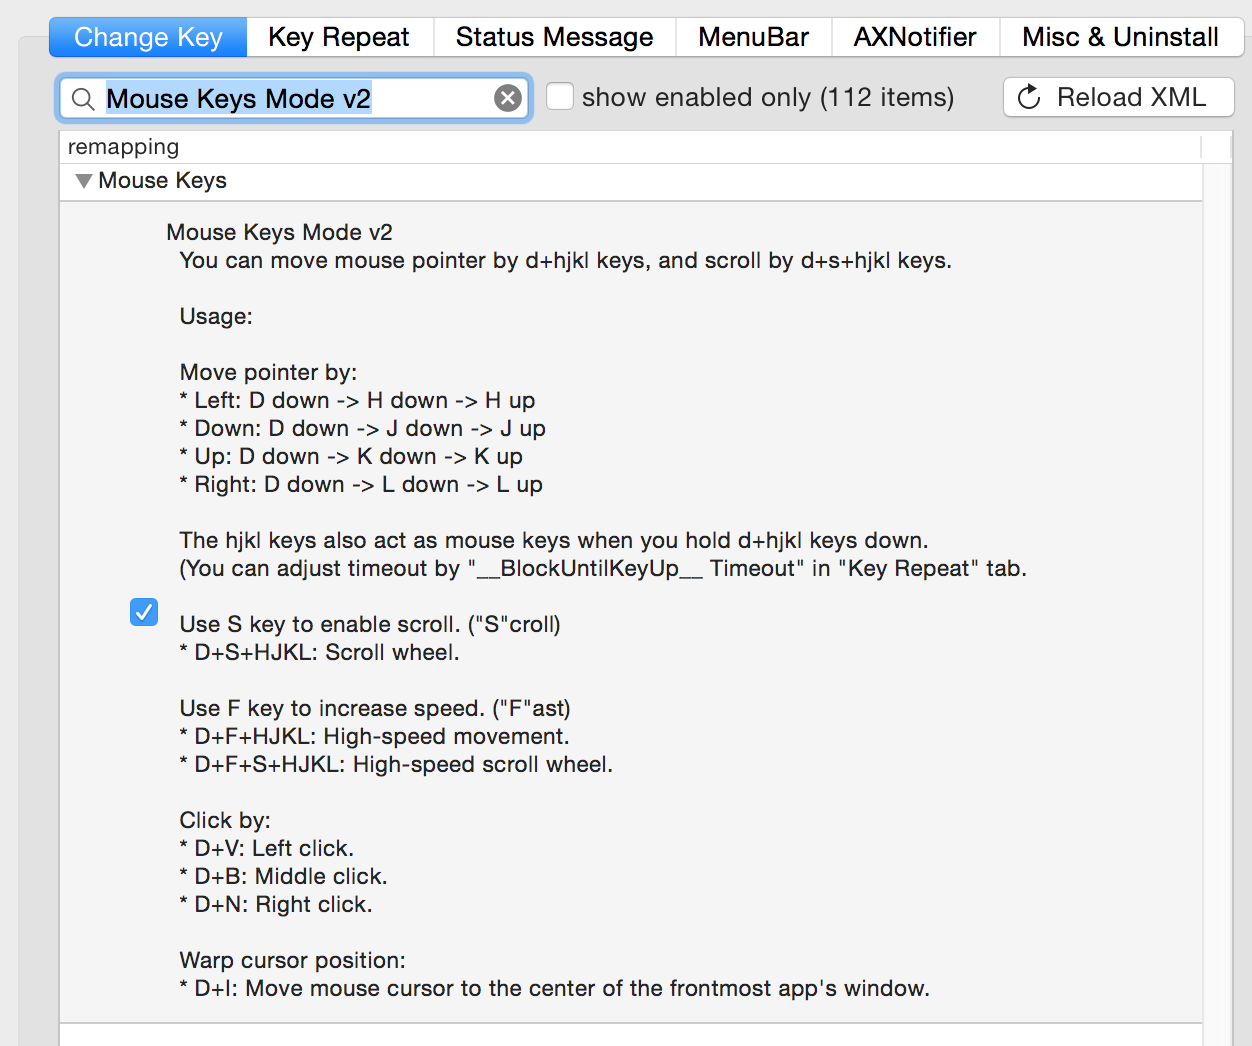 Change Key Key Repeat Status Message MenuBar AXNotifier Misc & Uninstall
Mouse Keys Mode v2 show enabled only (112 items) Reload XML
remapping
Mouse Keys
Mouse Keys Mode v2
You can move mouse pointer by d+hjkl keys, and scroll by d+s+hjkl keys.
Usage:
Move pointer by:
* Left: D down -> H down -> H up
* Down: D down -> J down -> J up
* Up: D down -> K down -> K up
* Right: D down -> L down -> L up
The hjkl keys also act as mouse keys when you hold d+hjkl keys down.
(You can adjust timeout by "__BlockUntilKeyUp__ Timeout" in "Key Repeat" tab.
Use S key to enable scroll. ("S"croll)
* D+S+HJKL: Scroll wheel.
Use F key to increase speed. ("F"ast)
* D+F+HJKL: High-speed movement.
* D+F+S+HJKL: High-speed scroll wheel.
Click by:
* D+V: Left click.
* D+B: Middle click.
* D+N: Right click.
Warp cursor position:
* D+I: Move mouse cursor to the center of the frontmost app's window.